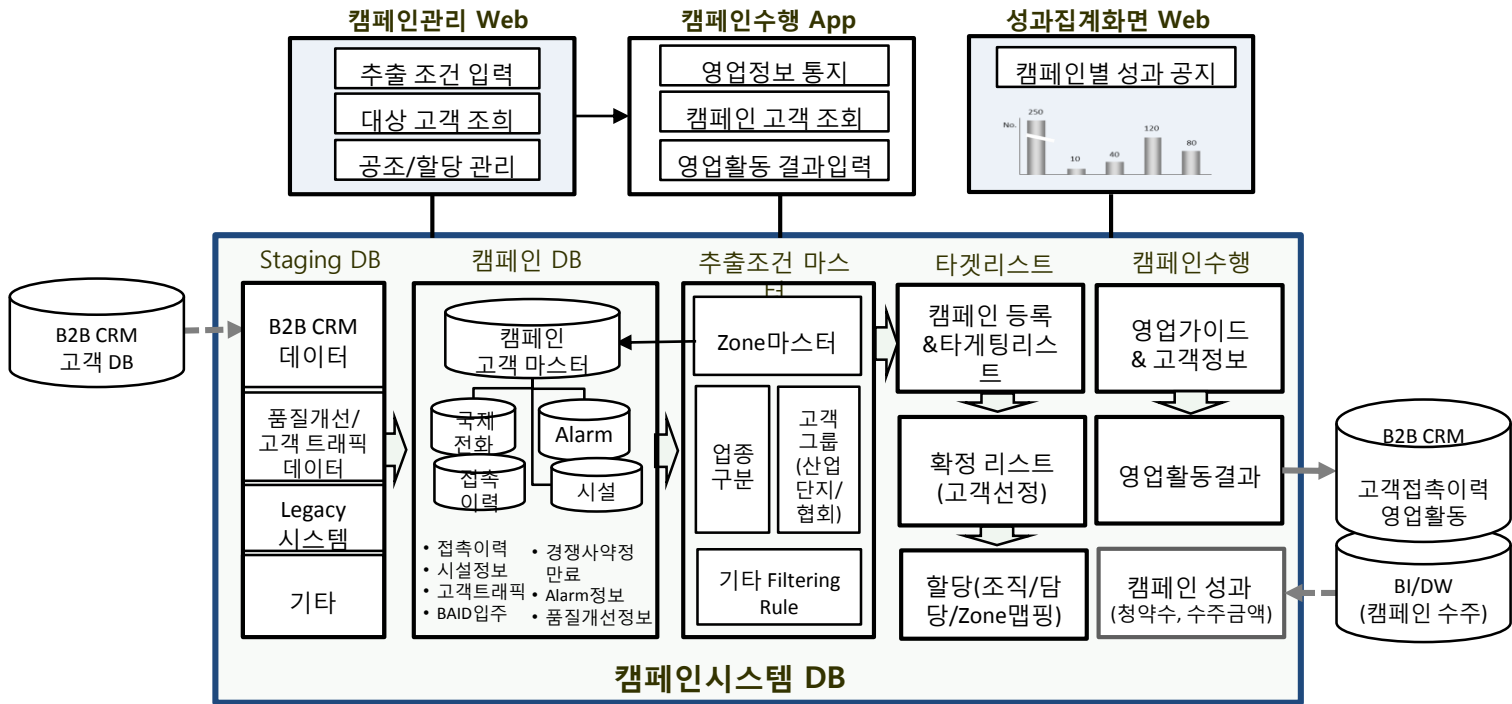 캠페인관리 Web
캠페인수행 App
성과집계화면 Web
추출 조건 입력
대상 고객 조희
공조/할당 관리
영업정보 통지
캠페인 고객 조회
영업활동 결과입력
캠페인별 성과 공지
No.
250
10
40
120
80
B2B CRM
고객 DB
Staging DB
B2B CRM
데이터
품질개선/
고객 트래픽
데이터
Legacy
시스템
기타
캠페인 DB
캠페인
고객 마스터
국제
전화
Alarm
접촉
이력
시설
• 접촉이력
• 시설정보
• 고객트래픽
• BAID입주
• 경쟁사약정
만료
• Alarm정보
• 품질개선정보
추출조건 마스
터
Zone마스터
업종
구분
고객
그룹
(산업
단지/
협회)
기타 Filtering
Rule
타겟리스트
캠페인 등록
&타게팅리스
트
확정 리스트
(고객선정)
할당(조직/담
당/Zone맵핑)
캠페인수행
영업가이드
& 고객정보
영업활동결과
캠페인 성과
(청약수, 수주금액)
B2B CRM
고객접촉이력
영업활동
BI/DW
(캠페인 수주)
캠페인시스템 DB